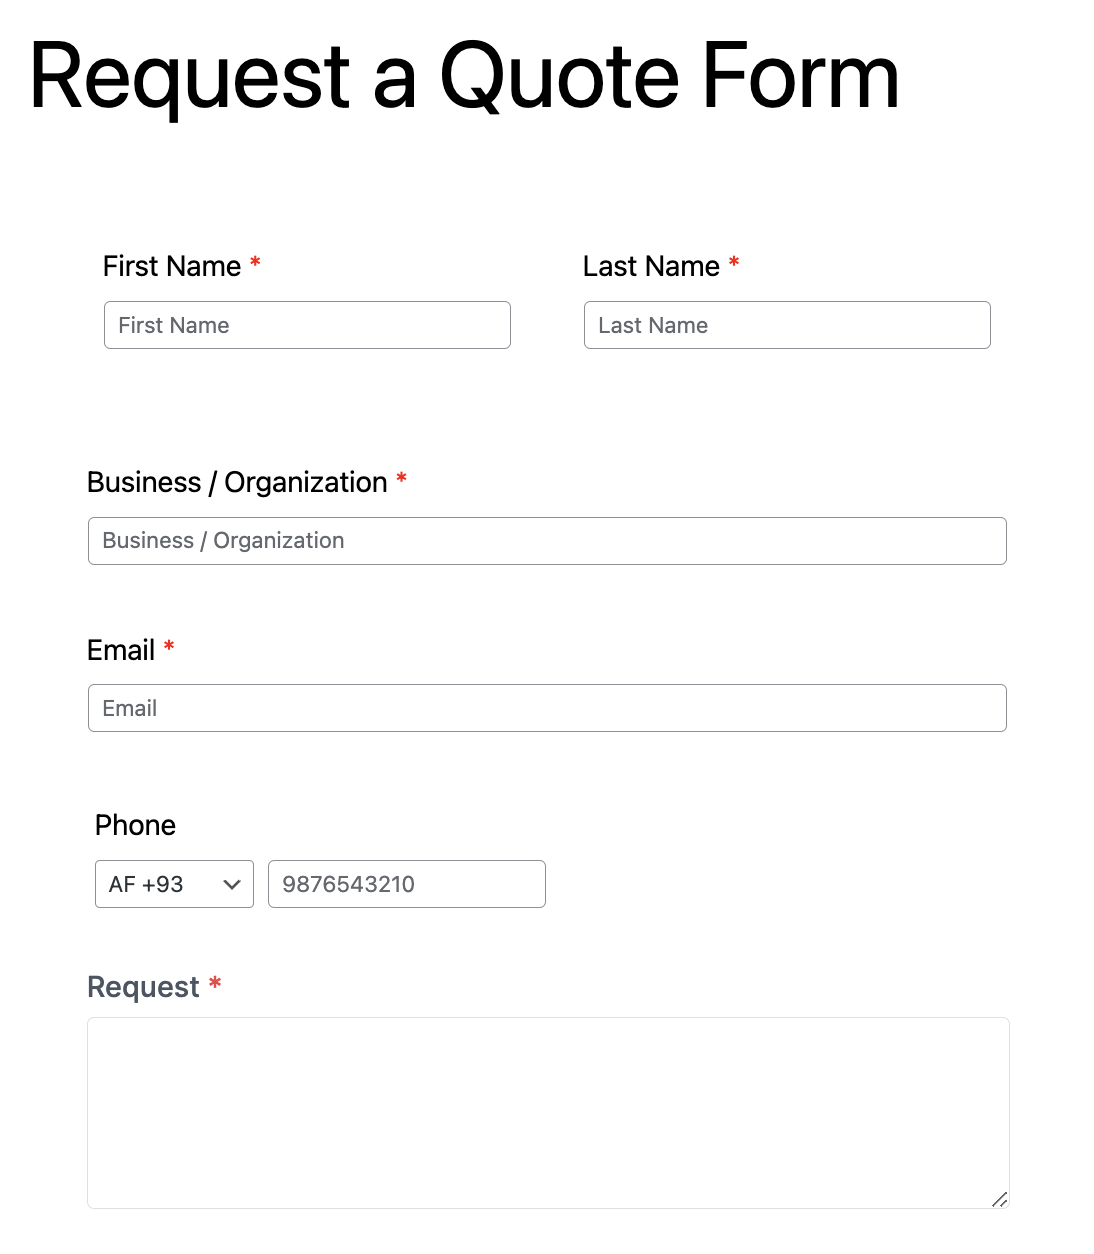 Request a Quote Form
First Name * Last Name *
First Name Last Name
Business / Organization *
Business / Organization
Email *
Email
Phone
AF +93 9876543210
Request *